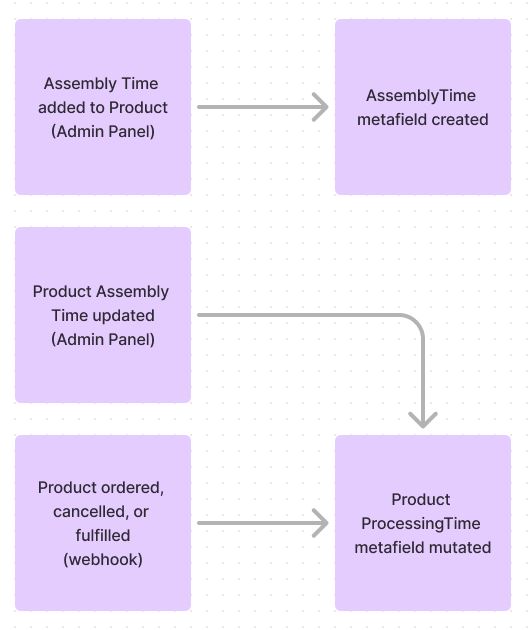 Assembly Time
added to Product
(Admin Panel)
AssemblyTime
metafield created
Product Assembly
Time updated
(Admin Panel)
Product ordered,
cancelled, or
fulfilled
(webhook)
Product
ProcessingTime
metafield mutated